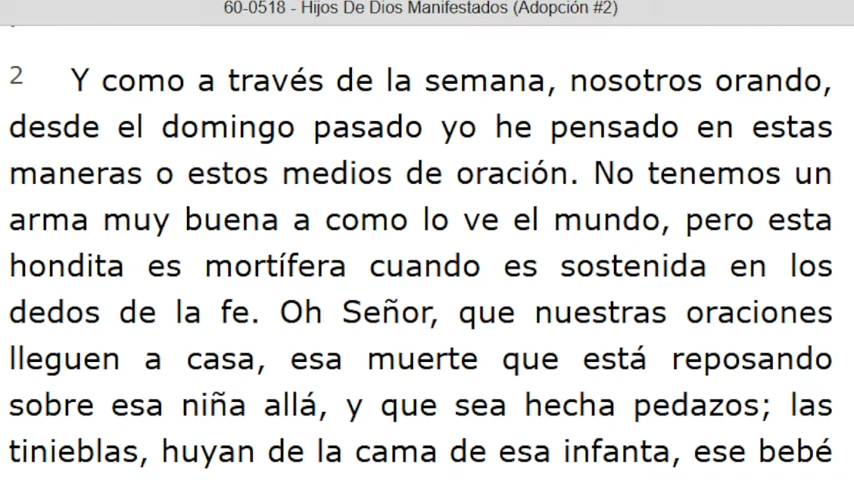 60-0518 - Hijos De Dios Manifestados (Adopción #2)
2 Y como a través de la semana, nosotros orando,
desde el domingo pasado yo he pensado en estas
maneras o estos medios de oración. No tenemos un
arma muy buena a como lo ve el mundo, pero esta
hondita es mortífera cuando es sostenida en los
dedos de la fe. Oh Señor, que nuestras oraciones
lleguen a casa, esa muerte que está reposando
sobre esa niña allá, y que sea hecha pedazos; las
tinieblas, huyan de la cama de esa infanta, ese bebé